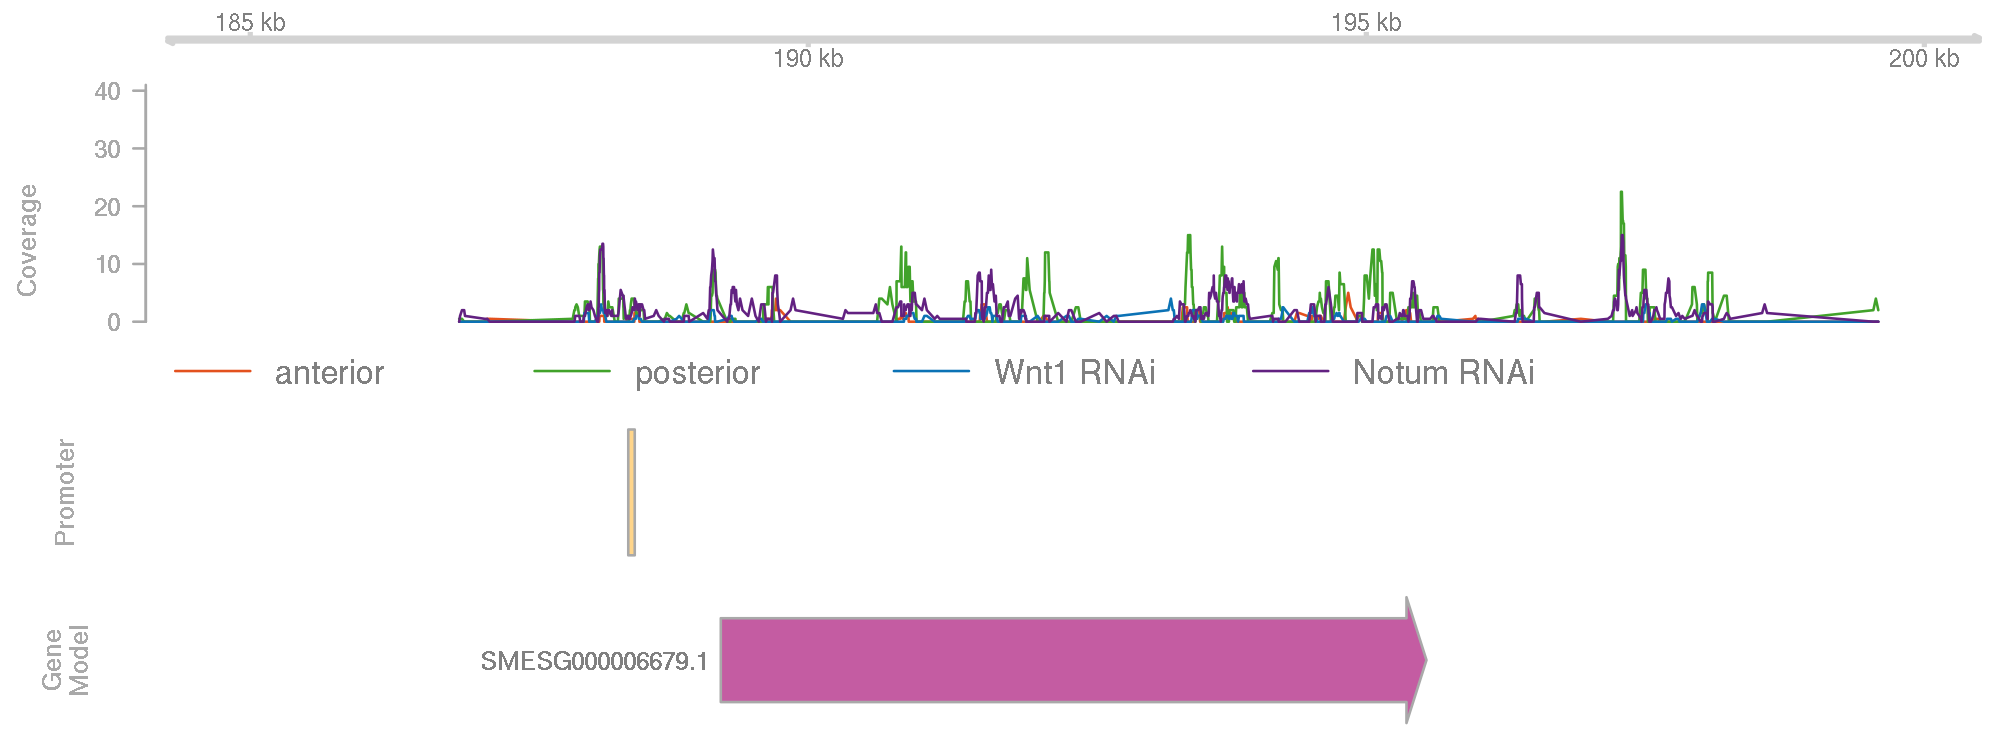 185 kb
195 kb
190 kb
200 kb
Coverage
40
30
20
10
0
anterior posterior Wnt1 RNAi Notum RNAi
Promoter
Gene
Model
SMESG000006679.1